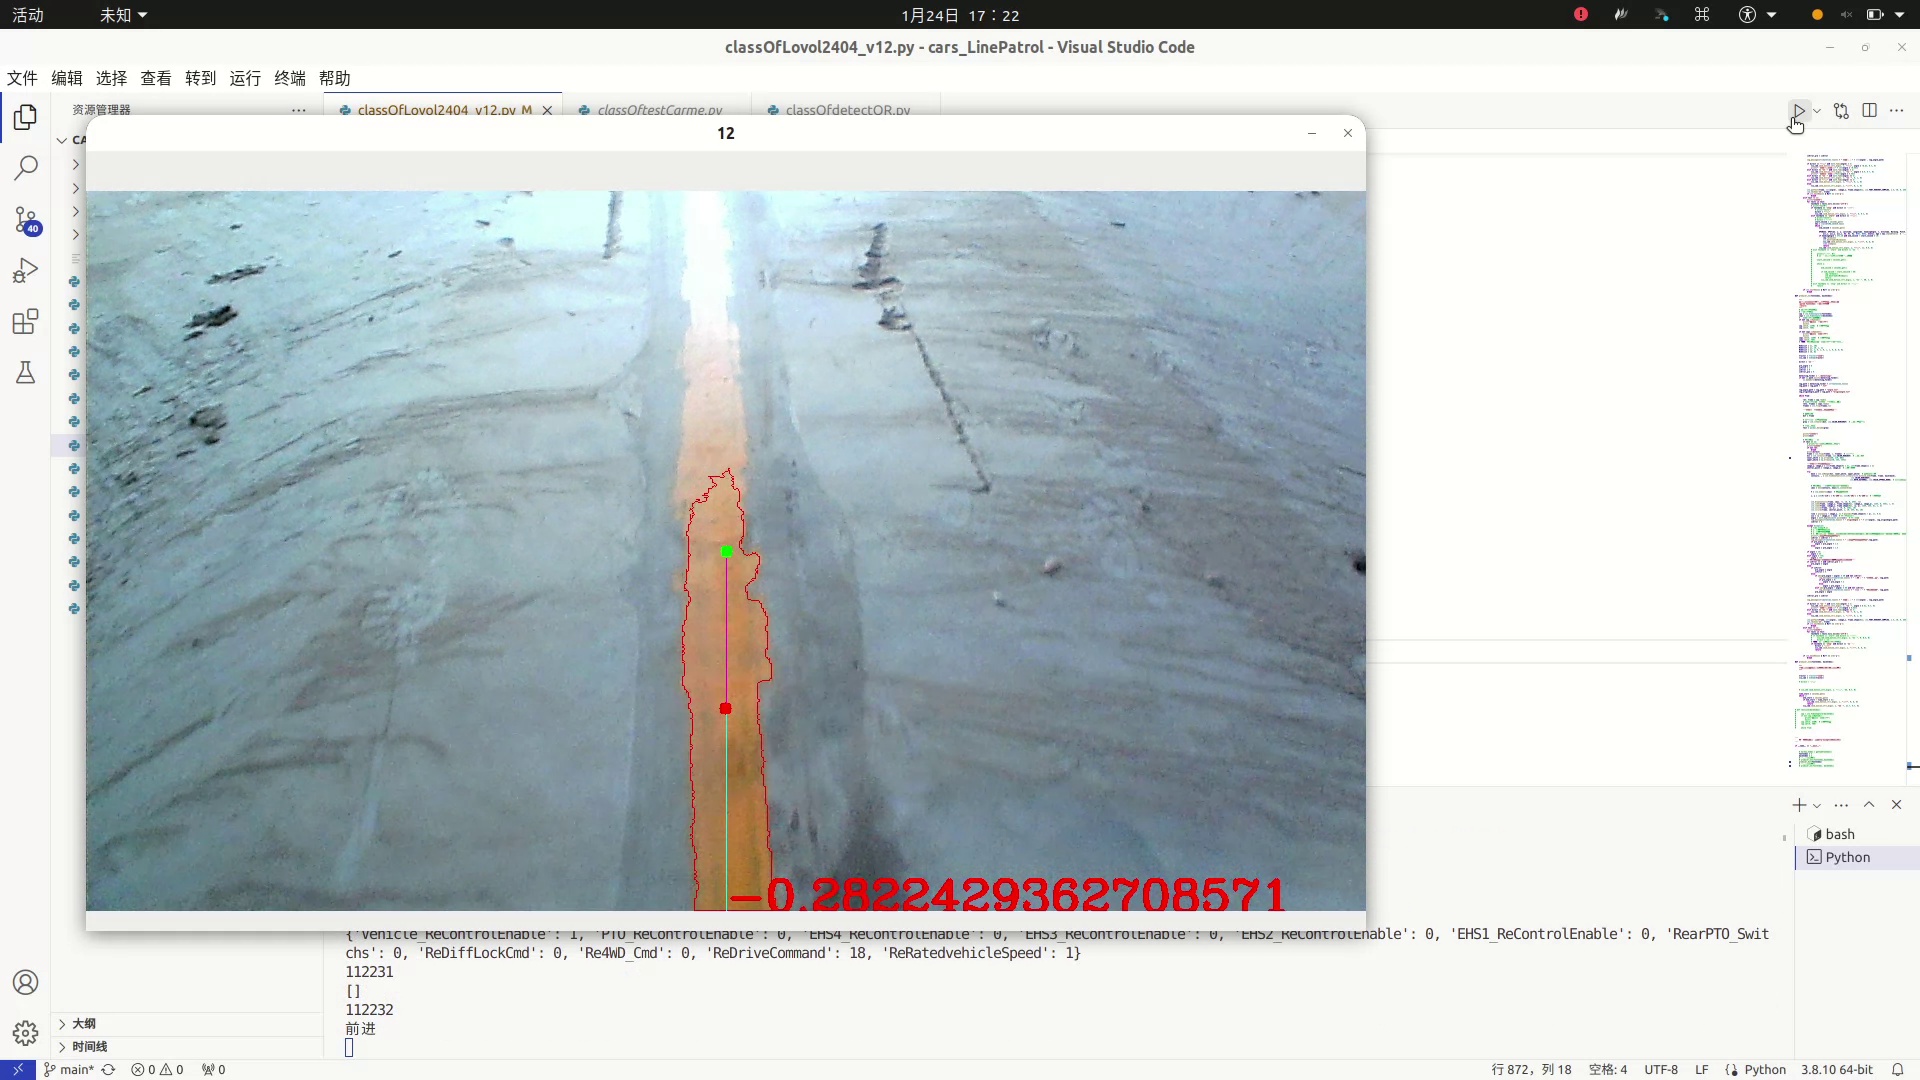 活动
未知
1月24日 17：22
classOfLovol2404_v12.py - cars_LinePatrol - Visual Studio Code
文件 编辑 选择 查看 转到 运行 终端 帮助
资源管理器
classOfLovol2404_v12.py M
classOftestCarme.py
classOfdetectQR.py
CA
12
40
-0.2822429362708571
bash
Python
{'Vehicle_ReControlEnable': 1, 'PTO_ReControlEnable': 0, 'EHS4_ReControlEnable': 0, 'EHS3_ReControlEnable': 0, 'EHS2_ReControlEnable': 0, 'EHS1_ReControlEnable': 0, 'RearPTO_Swit
chs': 0, 'ReDiffLockCmd': 0, 'Re4WD_Cmd': 0, 'ReDriveCommand': 18, 'ReRatedvehicleSpeed': 1}
112231
[]
112232
前进
大纲
时间线
main* 0 0 0
行 872，列 18 空格: 4 UTF-8 LF Python 3.8.10 64-bit